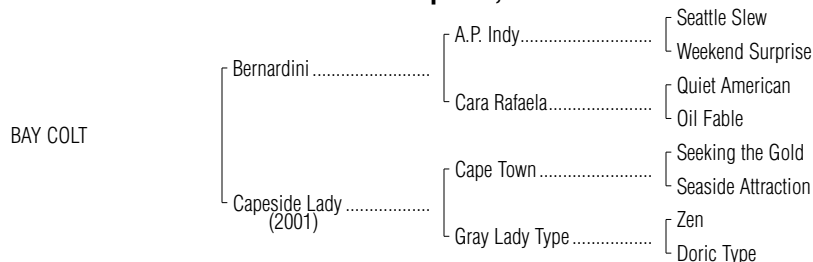 Seattle Slew
A.P. Indy
Weekend Surprise
Bernardini
Quiet American
Cara Rafaela
Oil Fable
BAY COLT
Seeking the Gold
Cape Town
Seaside Attraction
Capeside Lady
(2001)
Zen
Gray Lady Type
Doric Type